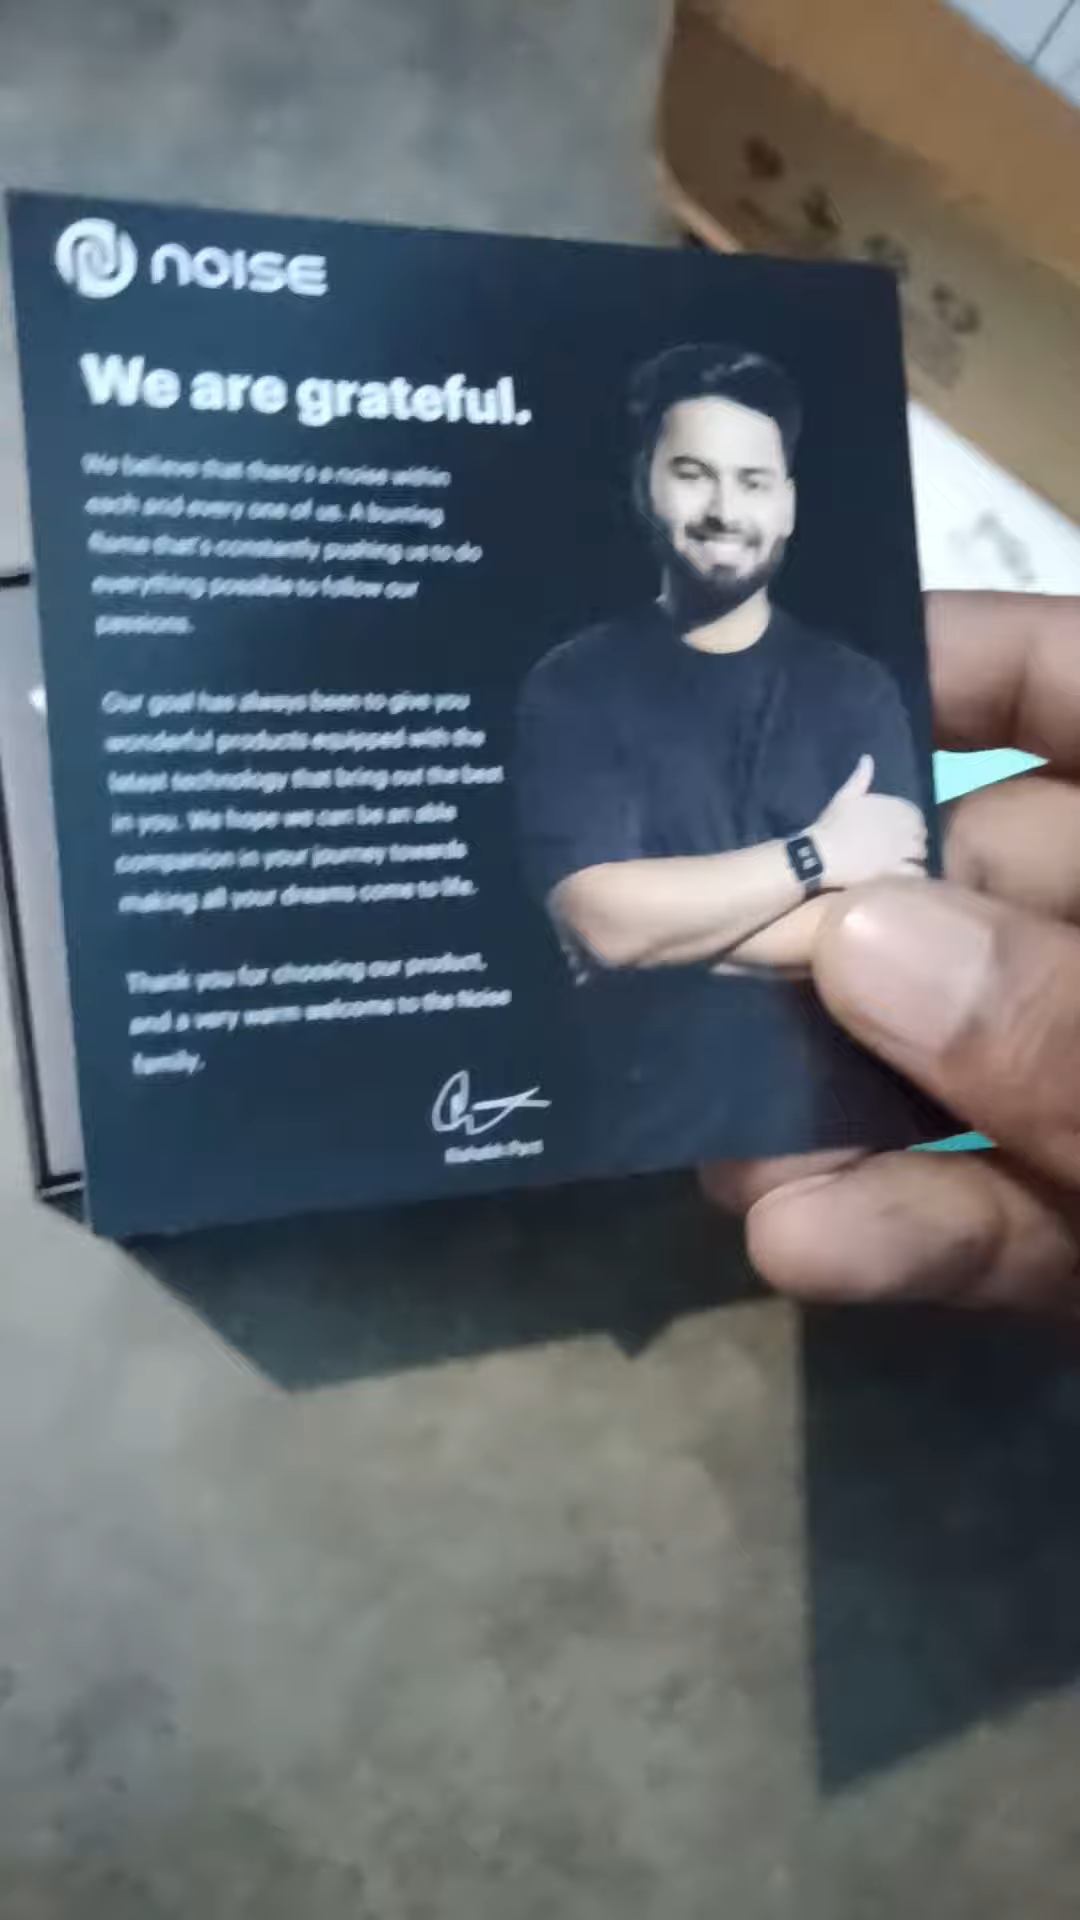 NOISE
We are grateful.
We believe that there's a noise within
each and every one of us. A burning
flame that's constantly pushing us to do
everything possible to follow our
passions.
Our goal has always been to give you
wonderful products equipped with the
latest technology that bring out the best
in you. We hope we can be an able
companion in your journey towards
making all your dreams come to life.
Thank you for choosing our product,
and a very warm welcome to the Noise
family.
Rishabh Pant